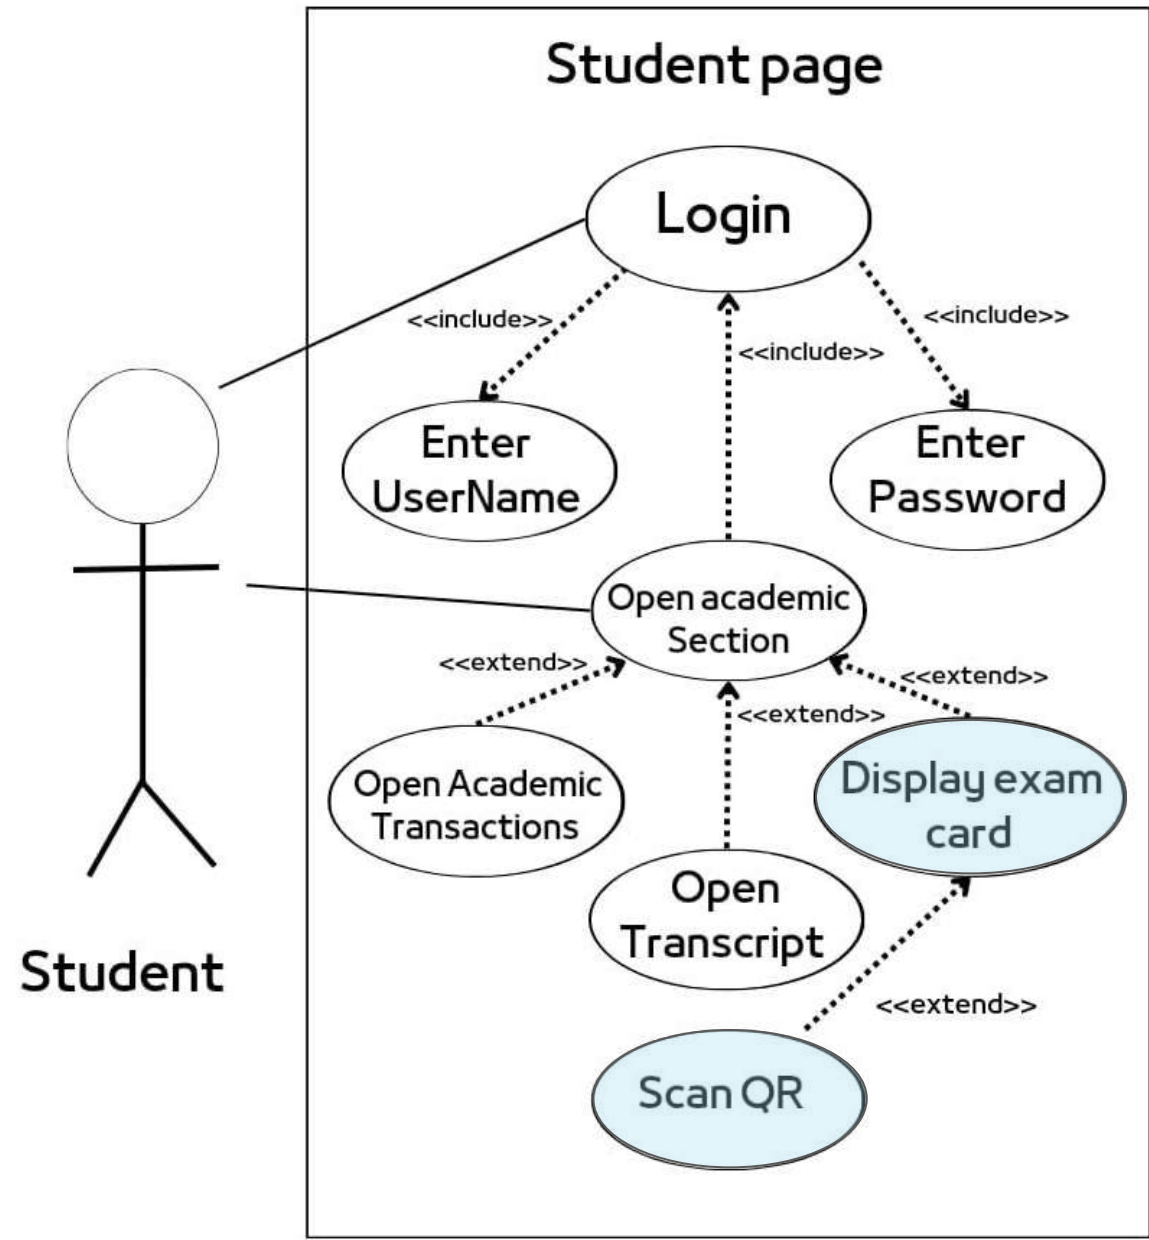 Student page
Login
<<include>>
<<include>>
<<include>>
Enter
UserName
Enter
Password
Open academic
Section
<<extend>>
<<extend>>
<<extend>>
Open Academic
Transactions
Display exam
card
Open
Transcript
Student
<<extend>>
Scan QR